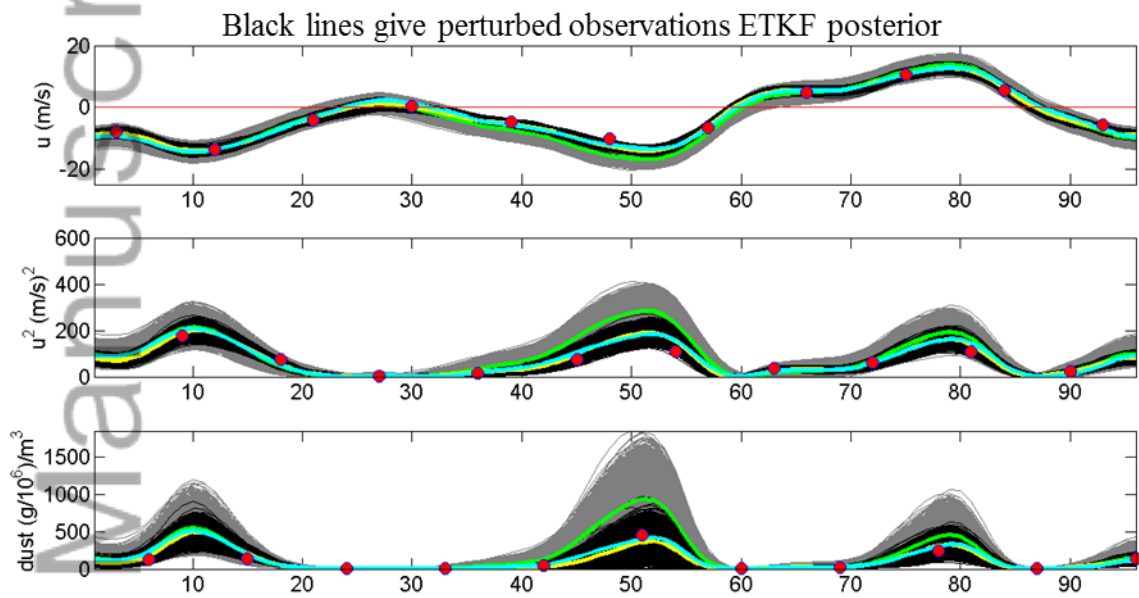 Black lines give perturbed observations ETKF posterior
20
0
-20
u (m/s)
10 20 30 40 50 60 70 80 90
600
400
200
0
u² (m/s)²
10 20 30 40 50 60 70 80 90
1500
1000
500
0
dust (g/10⁶)/m³
10 20 30 40 50 60 70 80 90
Manuscr